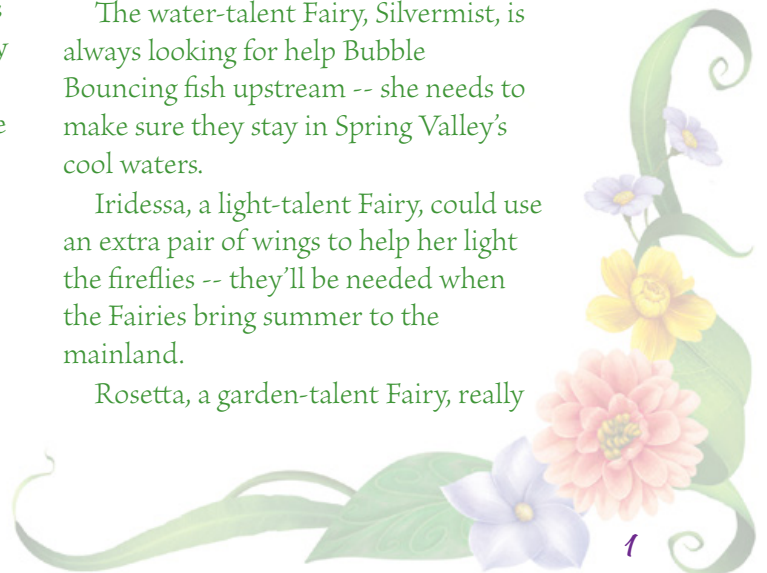 The water-talent Fairy, Silvermist, is
always looking for help Bubble
Bouncing fish upstream -- she needs to
make sure they stay in Spring Valley’s
cool waters.
Iridessa, a light-talent Fairy, could use
an extra pair of wings to help her light
the fireflies -- they’ll be needed when
the Fairies bring summer to the
mainland.
Rosetta, a garden-talent Fairy, really
1